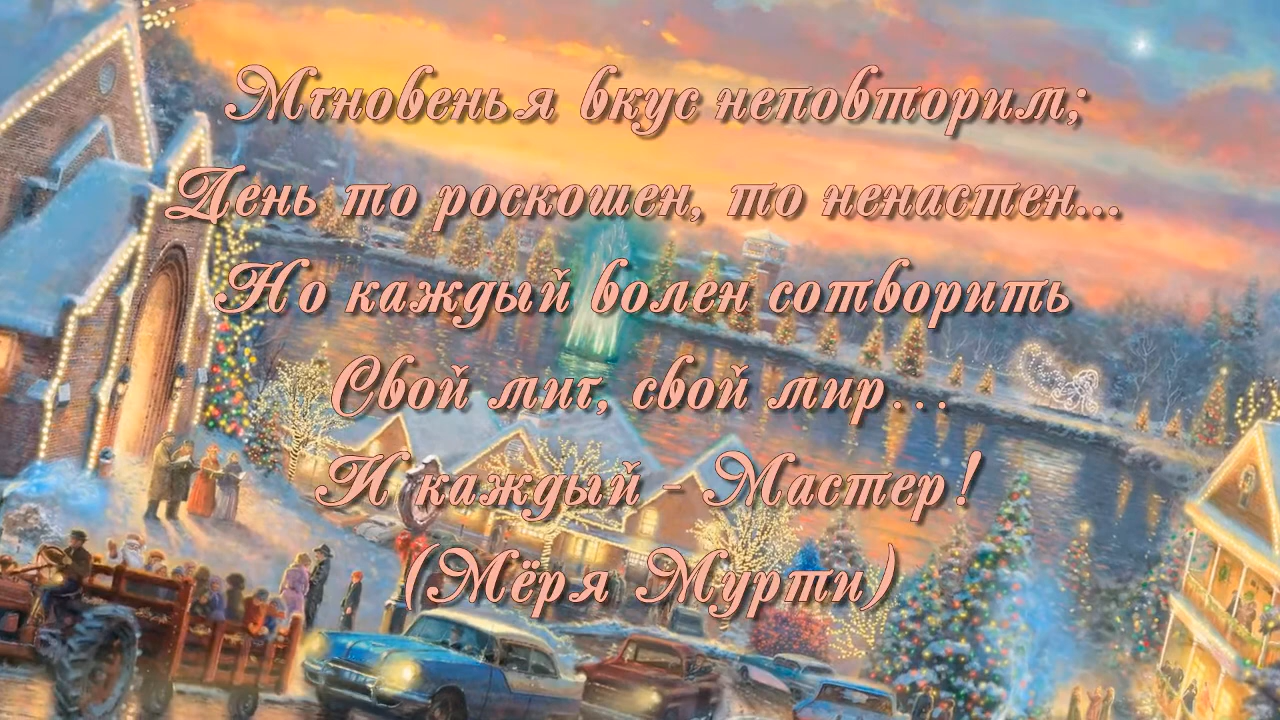 Мгновенья вкус неповторим;
День то роскошен, то ненастен...
Но каждый волен сотворить
Свой миг, свой мир...
И каждый - Мастер!
(Мёря Мурти)